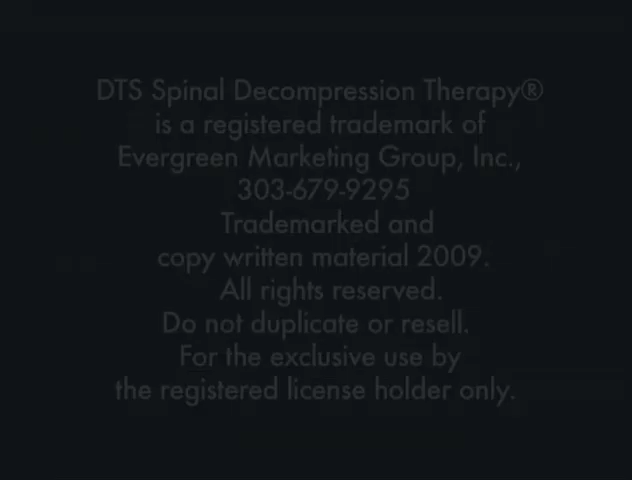 DTS Spinal Decompression Therapy®
is a registered trademark of
Evergreen Marketing Group, Inc.,
303-679-9295
Trademarked and
copy written material 2009.
All rights reserved.
Do not duplicate or resell.
For the exclusive use by
the registered license holder only.